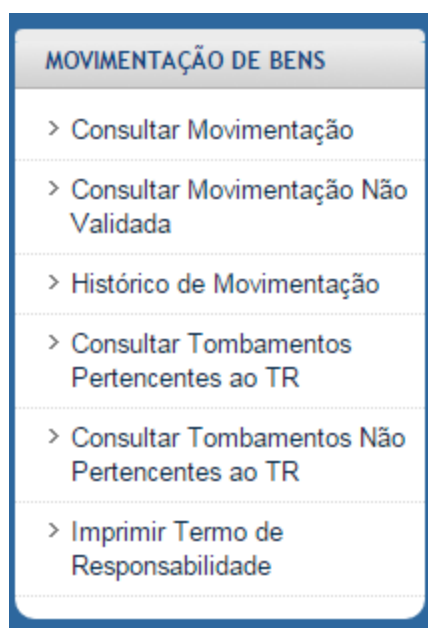 MOVIMENTAÇÃO DE BENS
> Consultar Movimentação
> Consultar Movimentação Não
Validada
> Histórico de Movimentação
> Consultar Tombamentos
Pertencentes ao TR
> Consultar Tombamentos Não
Pertencentes ao TR
> Imprimir Termo de
Responsabilidade